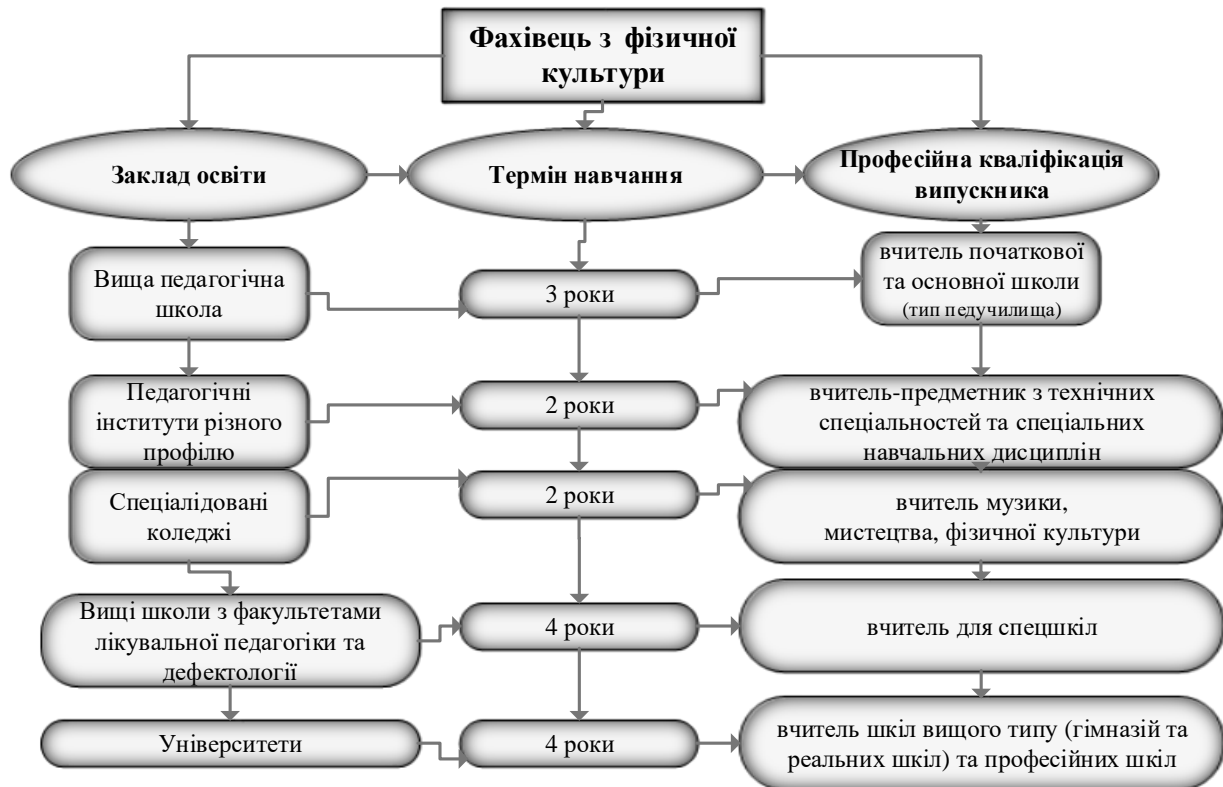 Фахівець з фізичної
культури
Заклад освіти
Термін навчання
Професійна кваліфікація
випускника
Вища педагогічна
школа
3 роки
вчитель початкової
та основної школи
(тип педучилища)
Педагогічні
інститути різного
профілю
2 роки
вчитель-предметник з технічних
спеціальностей та спеціальних
навчальних дисциплін
Спеціалідовані
коледжі
2 роки
вчитель музики,
мистецтва, фізичної культури
Вищі школи з факультетами
лікувальної педагогіки та
дефектології
4 роки
вчитель для спецшкіл
Університети
4 роки
вчитель шкіл вищого типу (гімназій та
реальних шкіл) та професійних шкіл